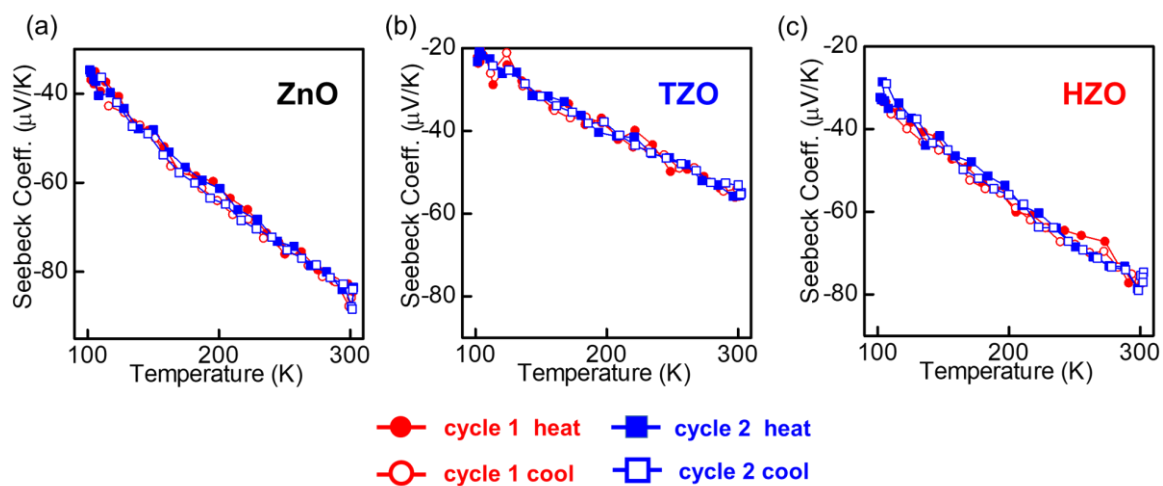 (a)
(b)
(c)
ZnO
TZO
HZO
Seebeck Coeff. (μV/K)
-40
-60
-80
100
200
300
Temperature (K)
Seebeck Coeff. (μV/K)
-20
-40
-60
-80
100
200
300
Temperature (K)
Seebeck Coeff. (μV/K)
-20
-40
-60
-80
100
200
300
Temperature (K)
cycle 1 heat
cycle 2 heat
cycle 1 cool
cycle 2 cool